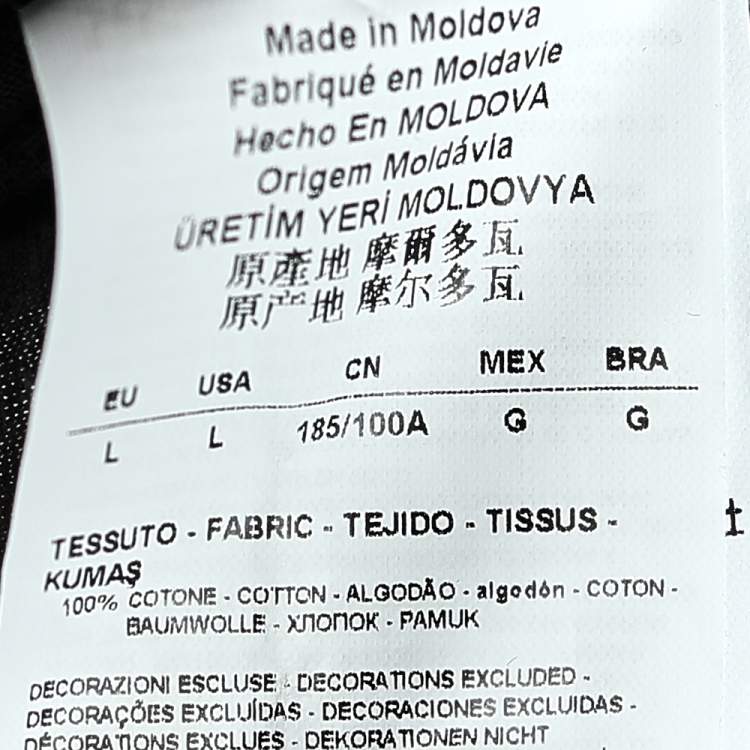 Made in Moldova
Fabriqué en Moldavie
Hecho En MOLDOVA
Origem Moldávia
ÜRETİM YERİ MOLDOVYA
原產地 摩爾多瓦
原产地 摩尔多瓦
EU USA CN MEX BRA
L L 185/100A G G
TESSUTO - FABRIC - TEJIDO - TISSUS -
KUMAŞ
100% COTONE - COTTON - ALGODÃO - algodón - COTON -
BAUMWOLLE - ХЛОПОК - PAMUK
DECORAZIONI ESCLUSE - DECORATIONS EXCLUDED -
DECORAÇÕES EXCLUÍDAS - DECORACIONES EXCLUIDAS -
DÉCORATIONS EXCLUES - DEKORATIONEN NICHT